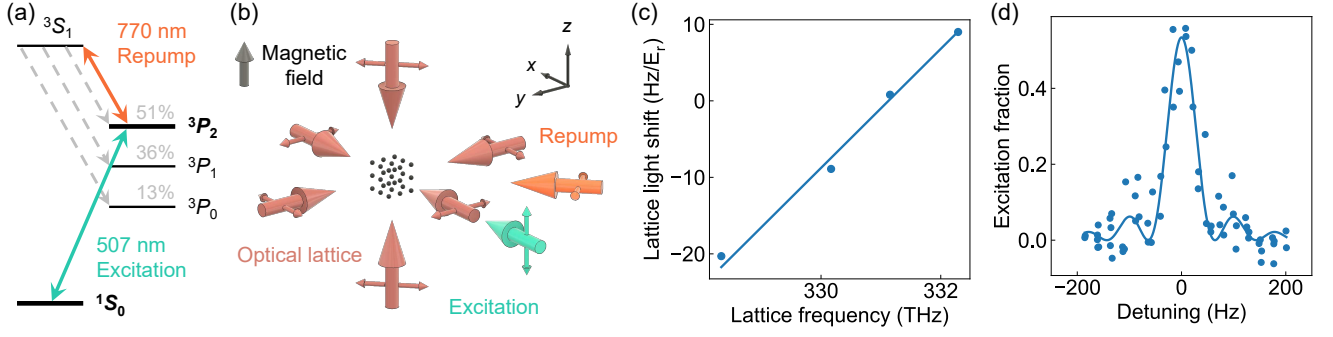 (a)
³S₁
770 nm
Repump
51%
³P₂
36%
³P₁
13%
³P₀
507 nm
Excitation
¹S₀
(b)
Magnetic
field
z
x
y
Repump
Optical lattice
Excitation
(c)
Lattice light shift (Hz/Eᵣ)
10
0
−10
−20
330
332
Lattice frequency (THz)
(d)
Excitation fraction
0.4
0.2
0.0
−200
0
200
Detuning (Hz)